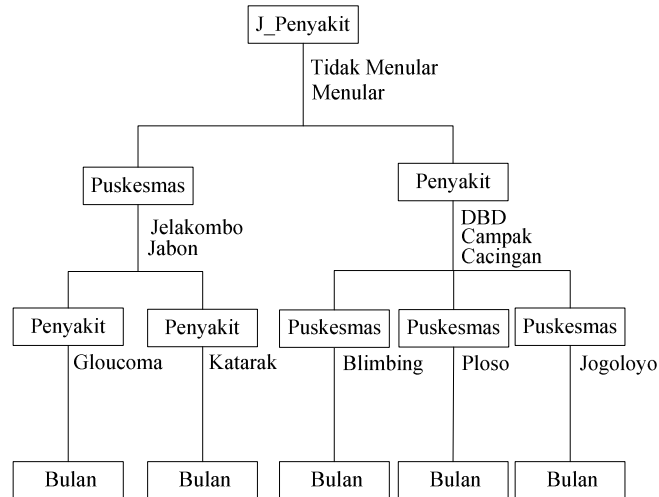 J_Penyakit
Tidak Menular
Menular
Puskesmas
Penyakit
Jelakombo
Jabon
DBD
Campak
Cacingan
Penyakit
Penyakit
Puskesmas
Puskesmas
Puskesmas
Gloucoma
Katarak
Blimbing
Ploso
Jogoloyo
Bulan
Bulan
Bulan
Bulan
Bulan